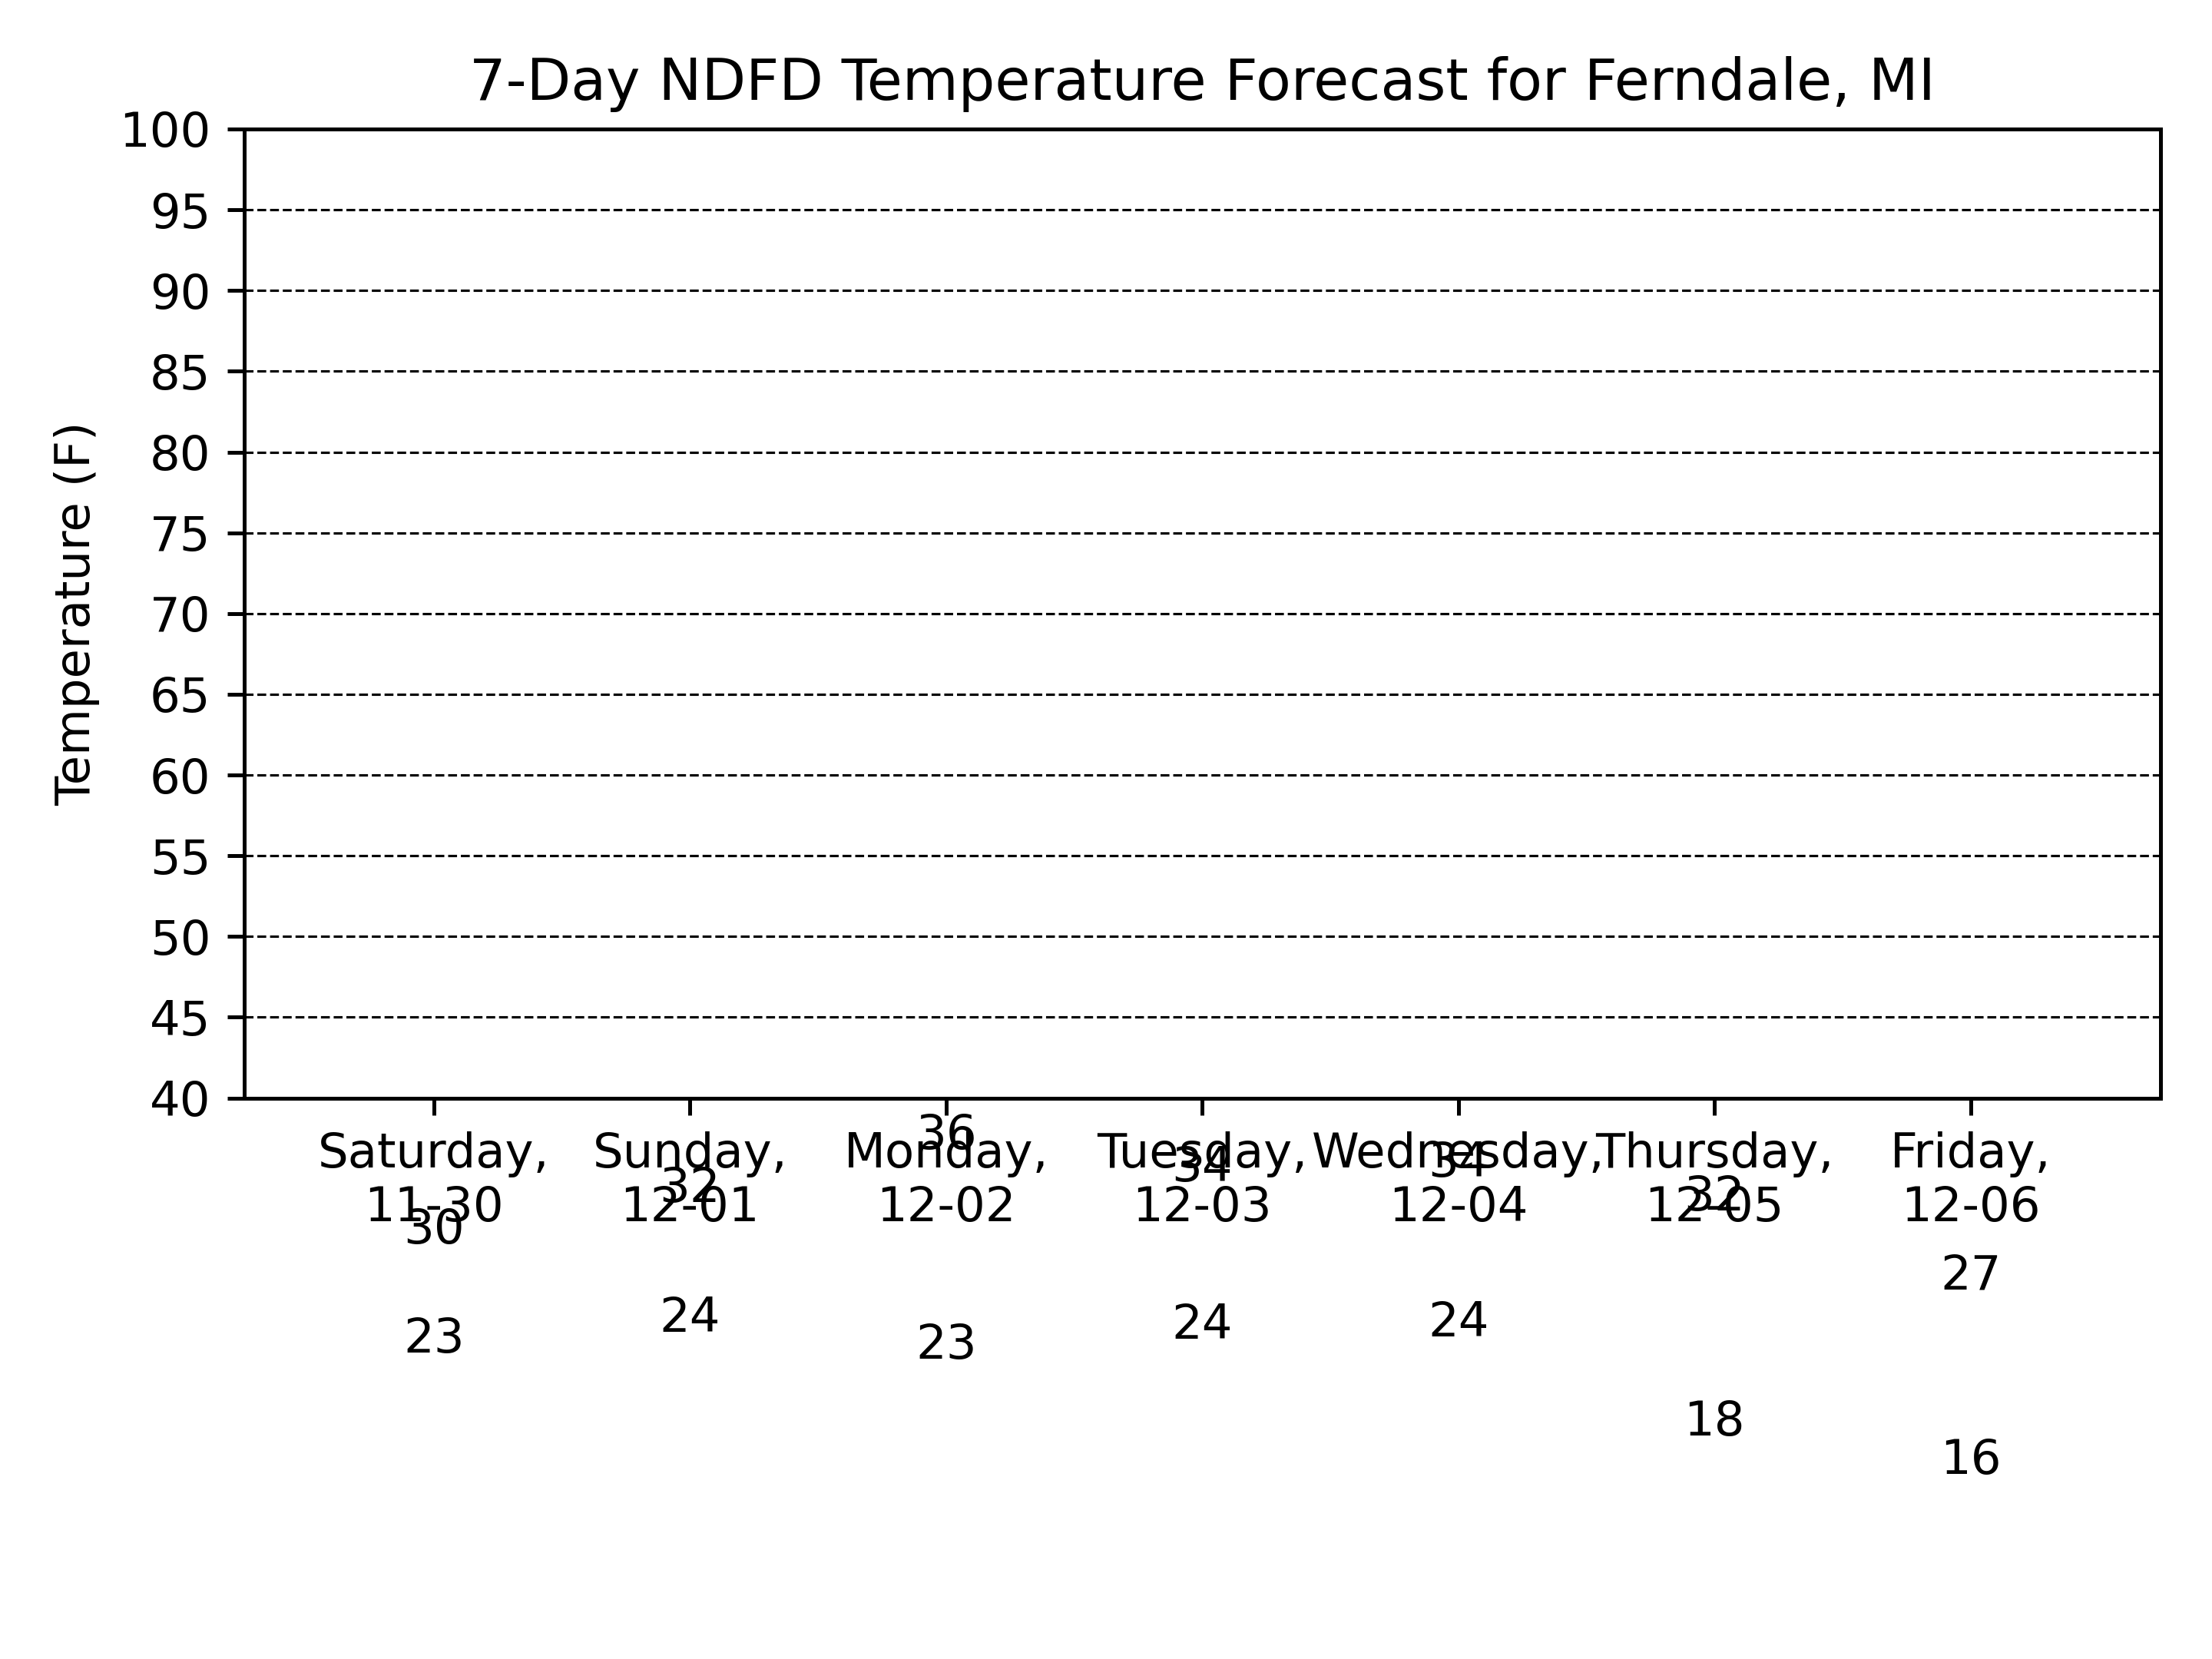 7-Day NDFD Temperature Forecast for Ferndale, MI
Temperature (F)
100
95
90
85
80
75
70
65
60
55
50
45
40
Saturday, Sunday, Monday, Tuesday, Wednesday, Thursday, Friday,
11-30 12-01 12-02 12-03 12-04 12-05 12-06
30 32 36 34 34 32 27
23 24 23 24 24 18 16